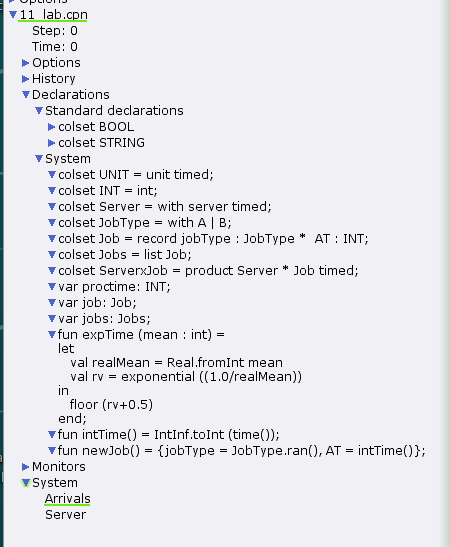 Options
11_lab.cpn
Step: 0
Time: 0
Options
History
Declarations
Standard declarations
colset BOOL
colset STRING
System
colset UNIT = unit timed;
colset INT = int;
colset Server = with server timed;
colset JobType = with A | B;
colset Job = record jobType : JobType * AT : INT;
colset Jobs = list Job;
colset ServerxJob = product Server * Job timed;
var proctime: INT;
var job: Job;
var jobs: Jobs;
fun expTime (mean : int) =
let
val realMean = Real.fromInt mean
val rv = exponential ((1.0/realMean))
in
floor (rv+0.5)
end;
fun intTime() = IntInf.toInt (time());
fun newJob() = {jobType = JobType.ran(), AT = intTime()};
Monitors
System
Arrivals
Server